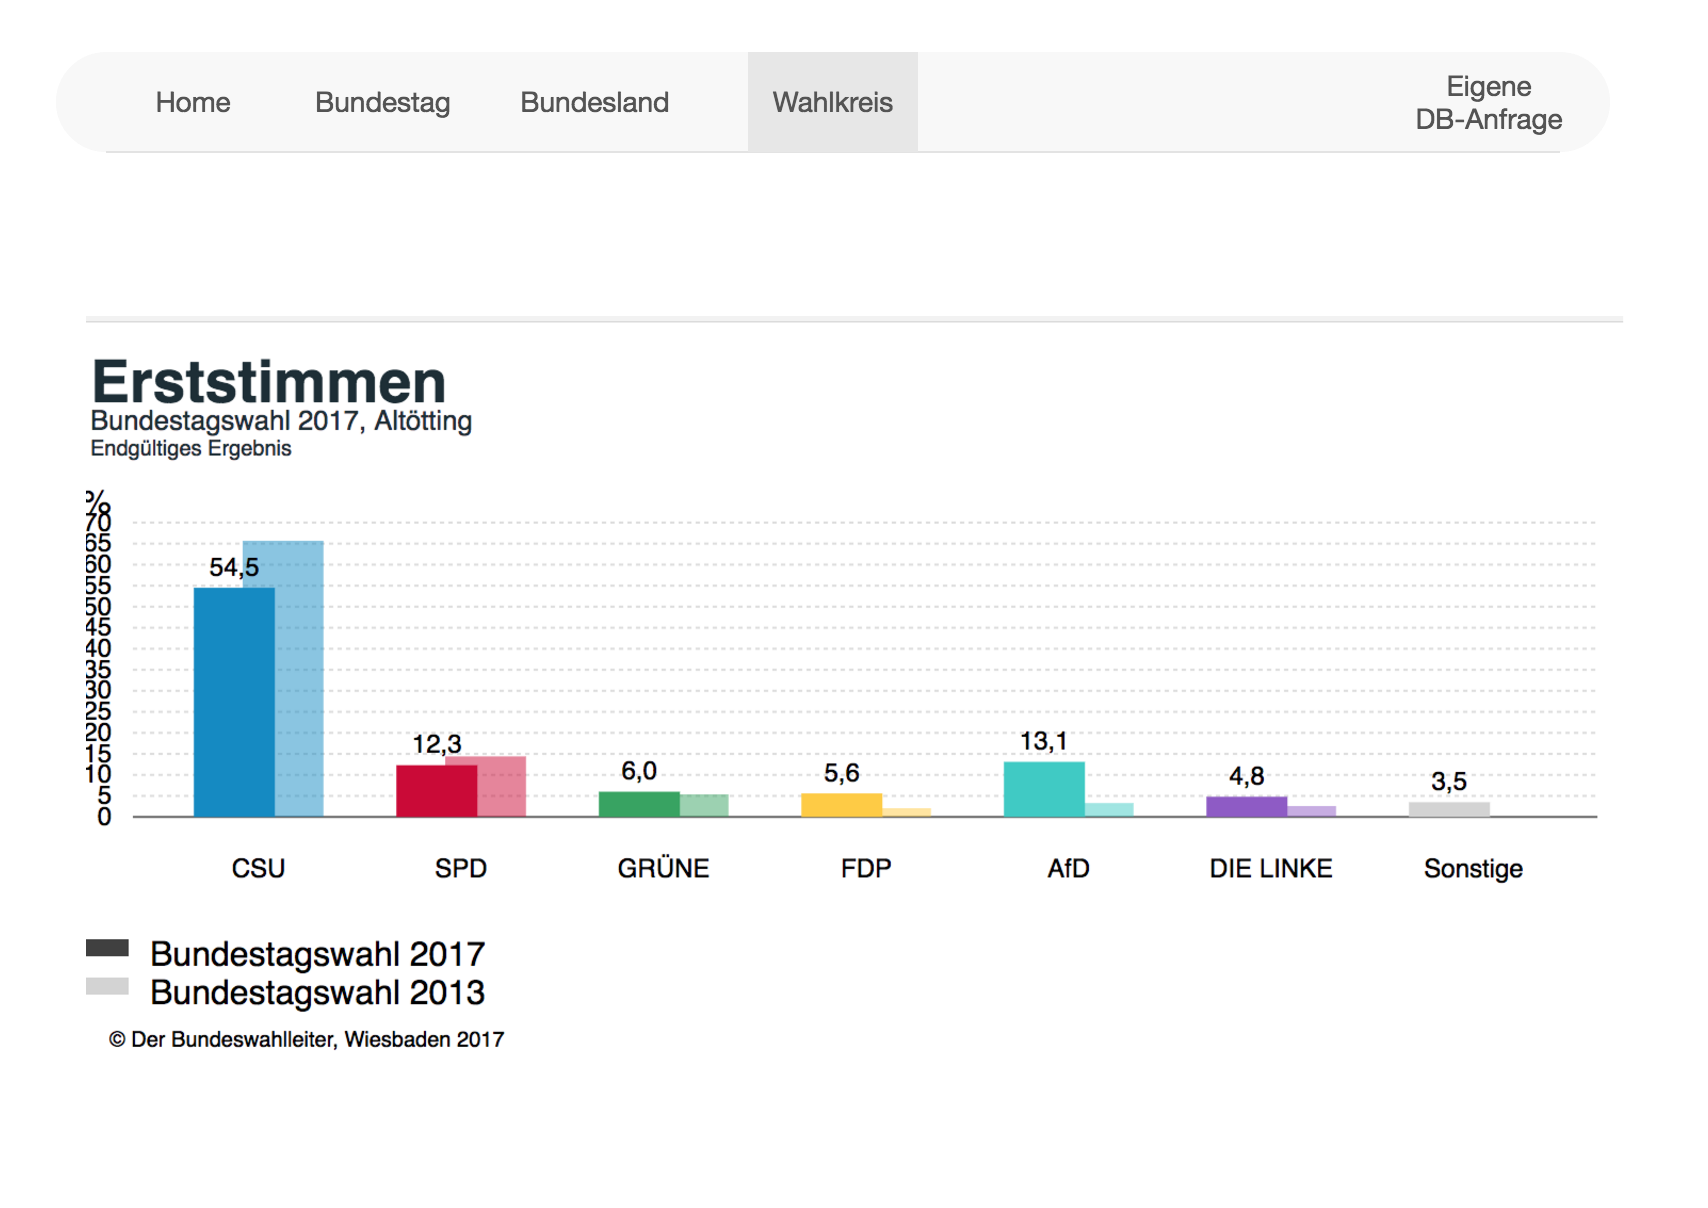 Home Bundestag Bundesland Wahlkreis Eigene DB-Anfrage
Erststimmen
Bundestagswahl 2017, Altötting
Endgültiges Ergebnis
%
70
65
60
55
50
45
40
35
30
25
20
15
10
5
0
54,5
12,3
6,0
5,6
13,1
4,8
3,5
CSU SPD GRÜNE FDP AfD DIE LINKE Sonstige
Bundestagswahl 2017
Bundestagswahl 2013
© Der Bundeswahlleiter, Wiesbaden 2017